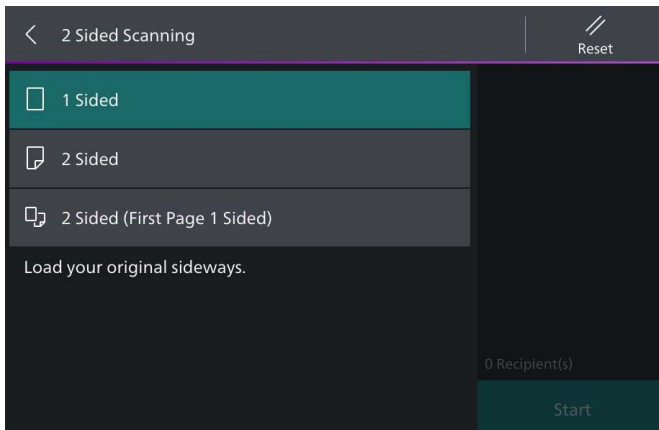 2 Sided Scanning
Reset
1 Sided
2 Sided
2 Sided (First Page 1 Sided)
Load your original sideways.
0 Recipient(s)
Start